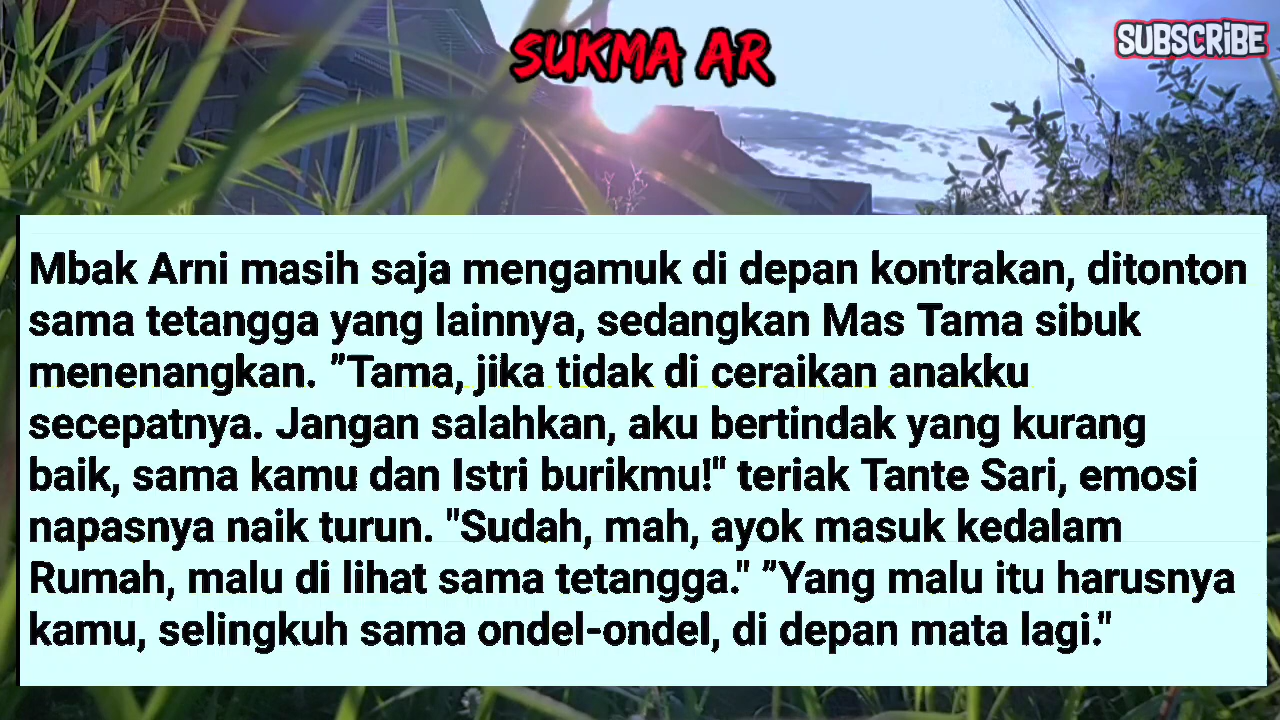 SUKMA AR
SUBSCRIBE
Mbak Arni masih saja mengamuk di depan kontrakan, ditonton
sama tetangga yang lainnya, sedangkan Mas Tama sibuk
menenangkan. ”Tama, jika tidak di ceraikan anakku
secepatnya. Jangan salahkan, aku bertindak yang kurang
baik, sama kamu dan Istri burikmu!" teriak Tante Sari, emosi
napasnya naik turun. "Sudah, mah, ayok masuk kedalam
Rumah, malu di lihat sama tetangga." ”Yang malu itu harusnya
kamu, selingkuh sama ondel-ondel, di depan mata lagi."